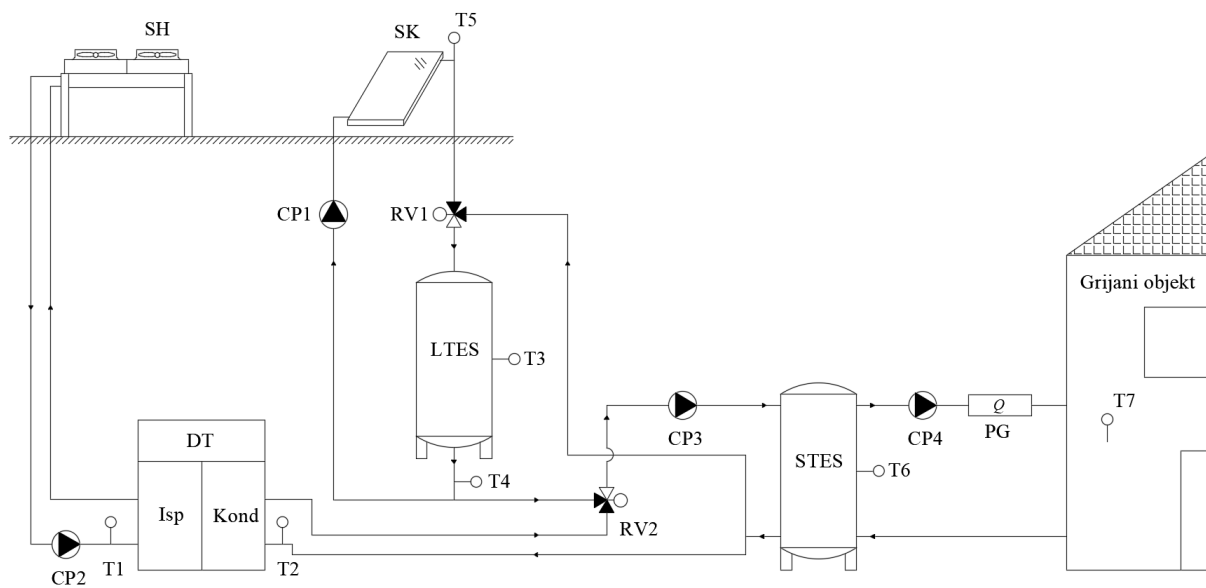 SH
SK
T5
CP1
RV1
Grijani objekt
LTES
T3
T7
Q
CP3
CP4
PG
DT
T4
STES
T6
Isp
Kond
RV2
CP2
T1
T2